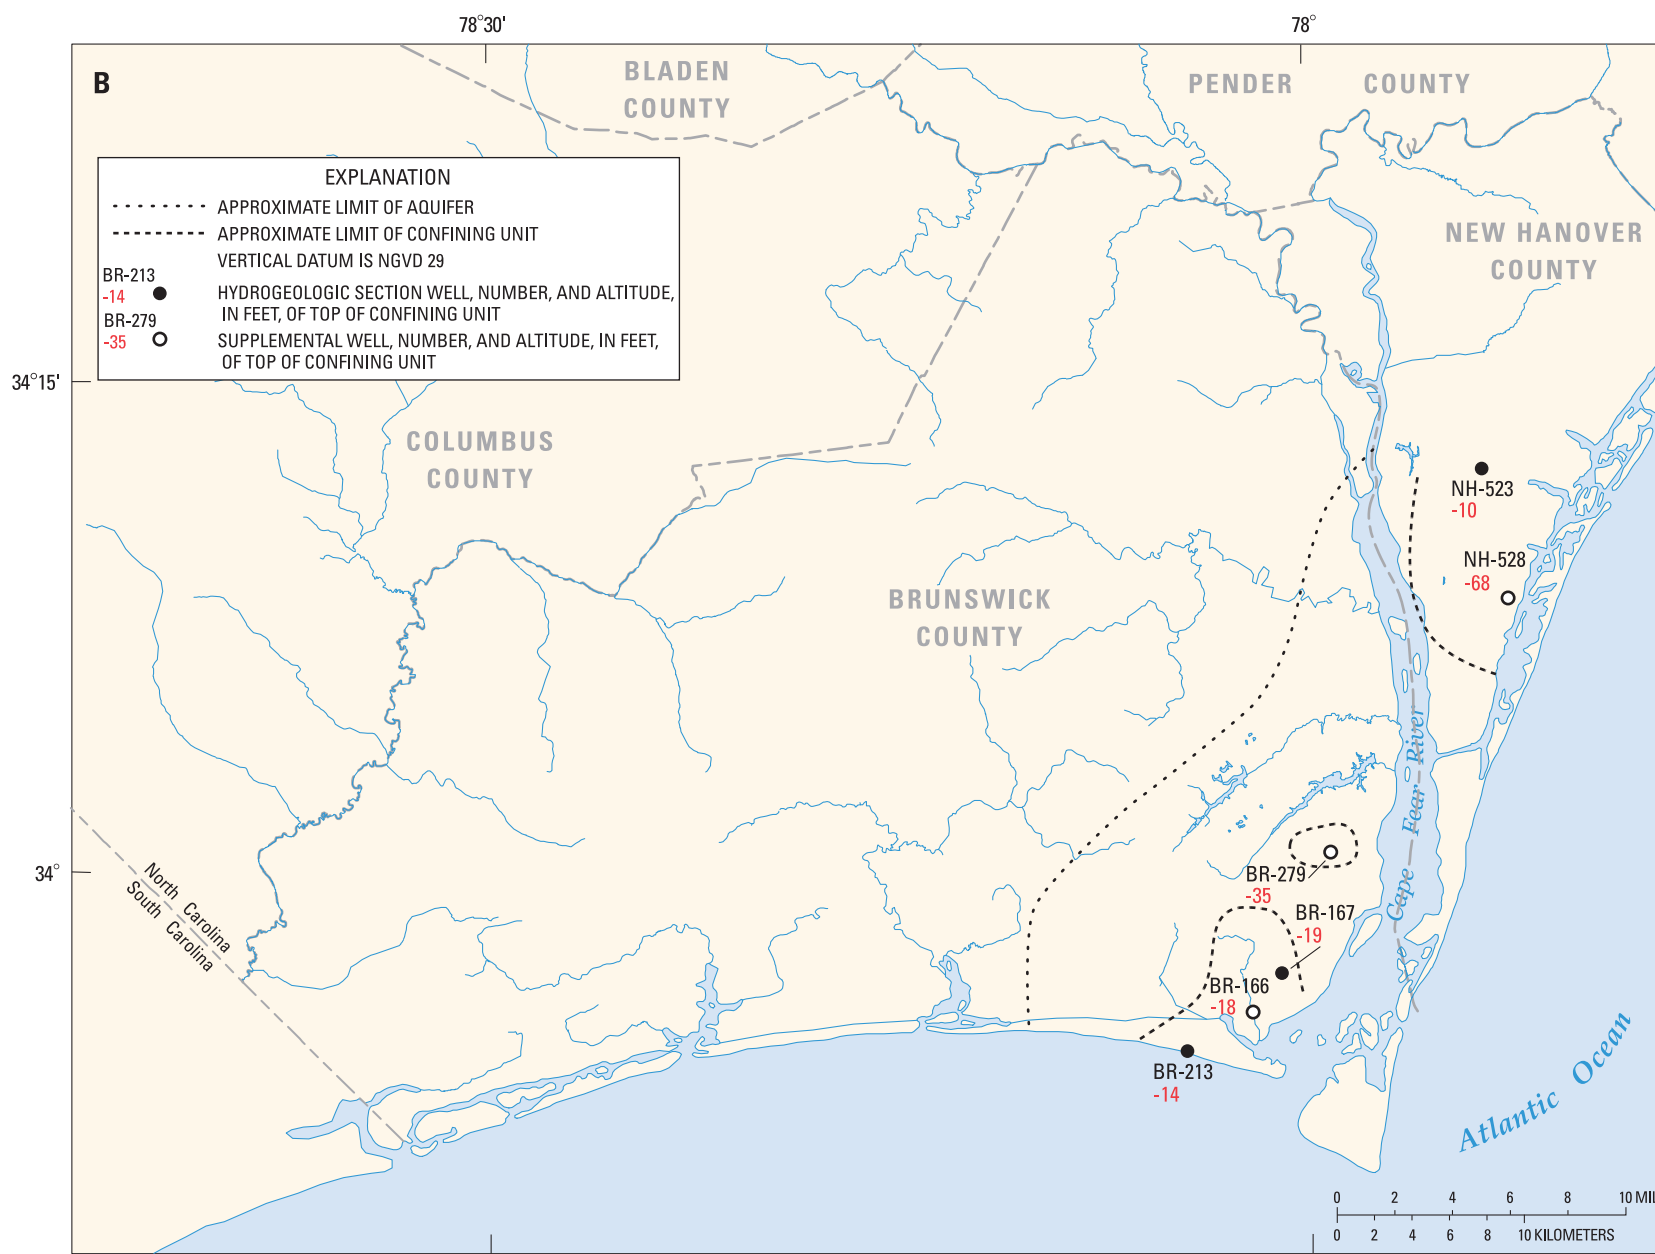 78°30'
78°
B
BLADEN
COUNTY
PENDER COUNTY
EXPLANATION
APPROXIMATE LIMIT OF AQUIFER
APPROXIMATE LIMIT OF CONFINING UNIT
VERTICAL DATUM IS NGVD 29
BR-213
-14
HYDROGEOLOGIC SECTION WELL, NUMBER, AND ALTITUDE,
IN FEET, OF TOP OF CONFINING UNIT
BR-279
-35
SUPPLEMENTAL WELL, NUMBER, AND ALTITUDE, IN FEET,
OF TOP OF CONFINING UNIT
NEW HANOVER
COUNTY
34°15'
COLUMBUS
COUNTY
NH-523
-10
NH-528
-68
BRUNSWICK
COUNTY
Cape Fear River
34°
North Carolina
South Carolina
BR-279
-35
BR-167
-19
BR-166
-18
BR-213
-14
Atlantic Ocean
0 2 4 6 8 10 MIL
0 2 4 6 8 10 KILOMETERS